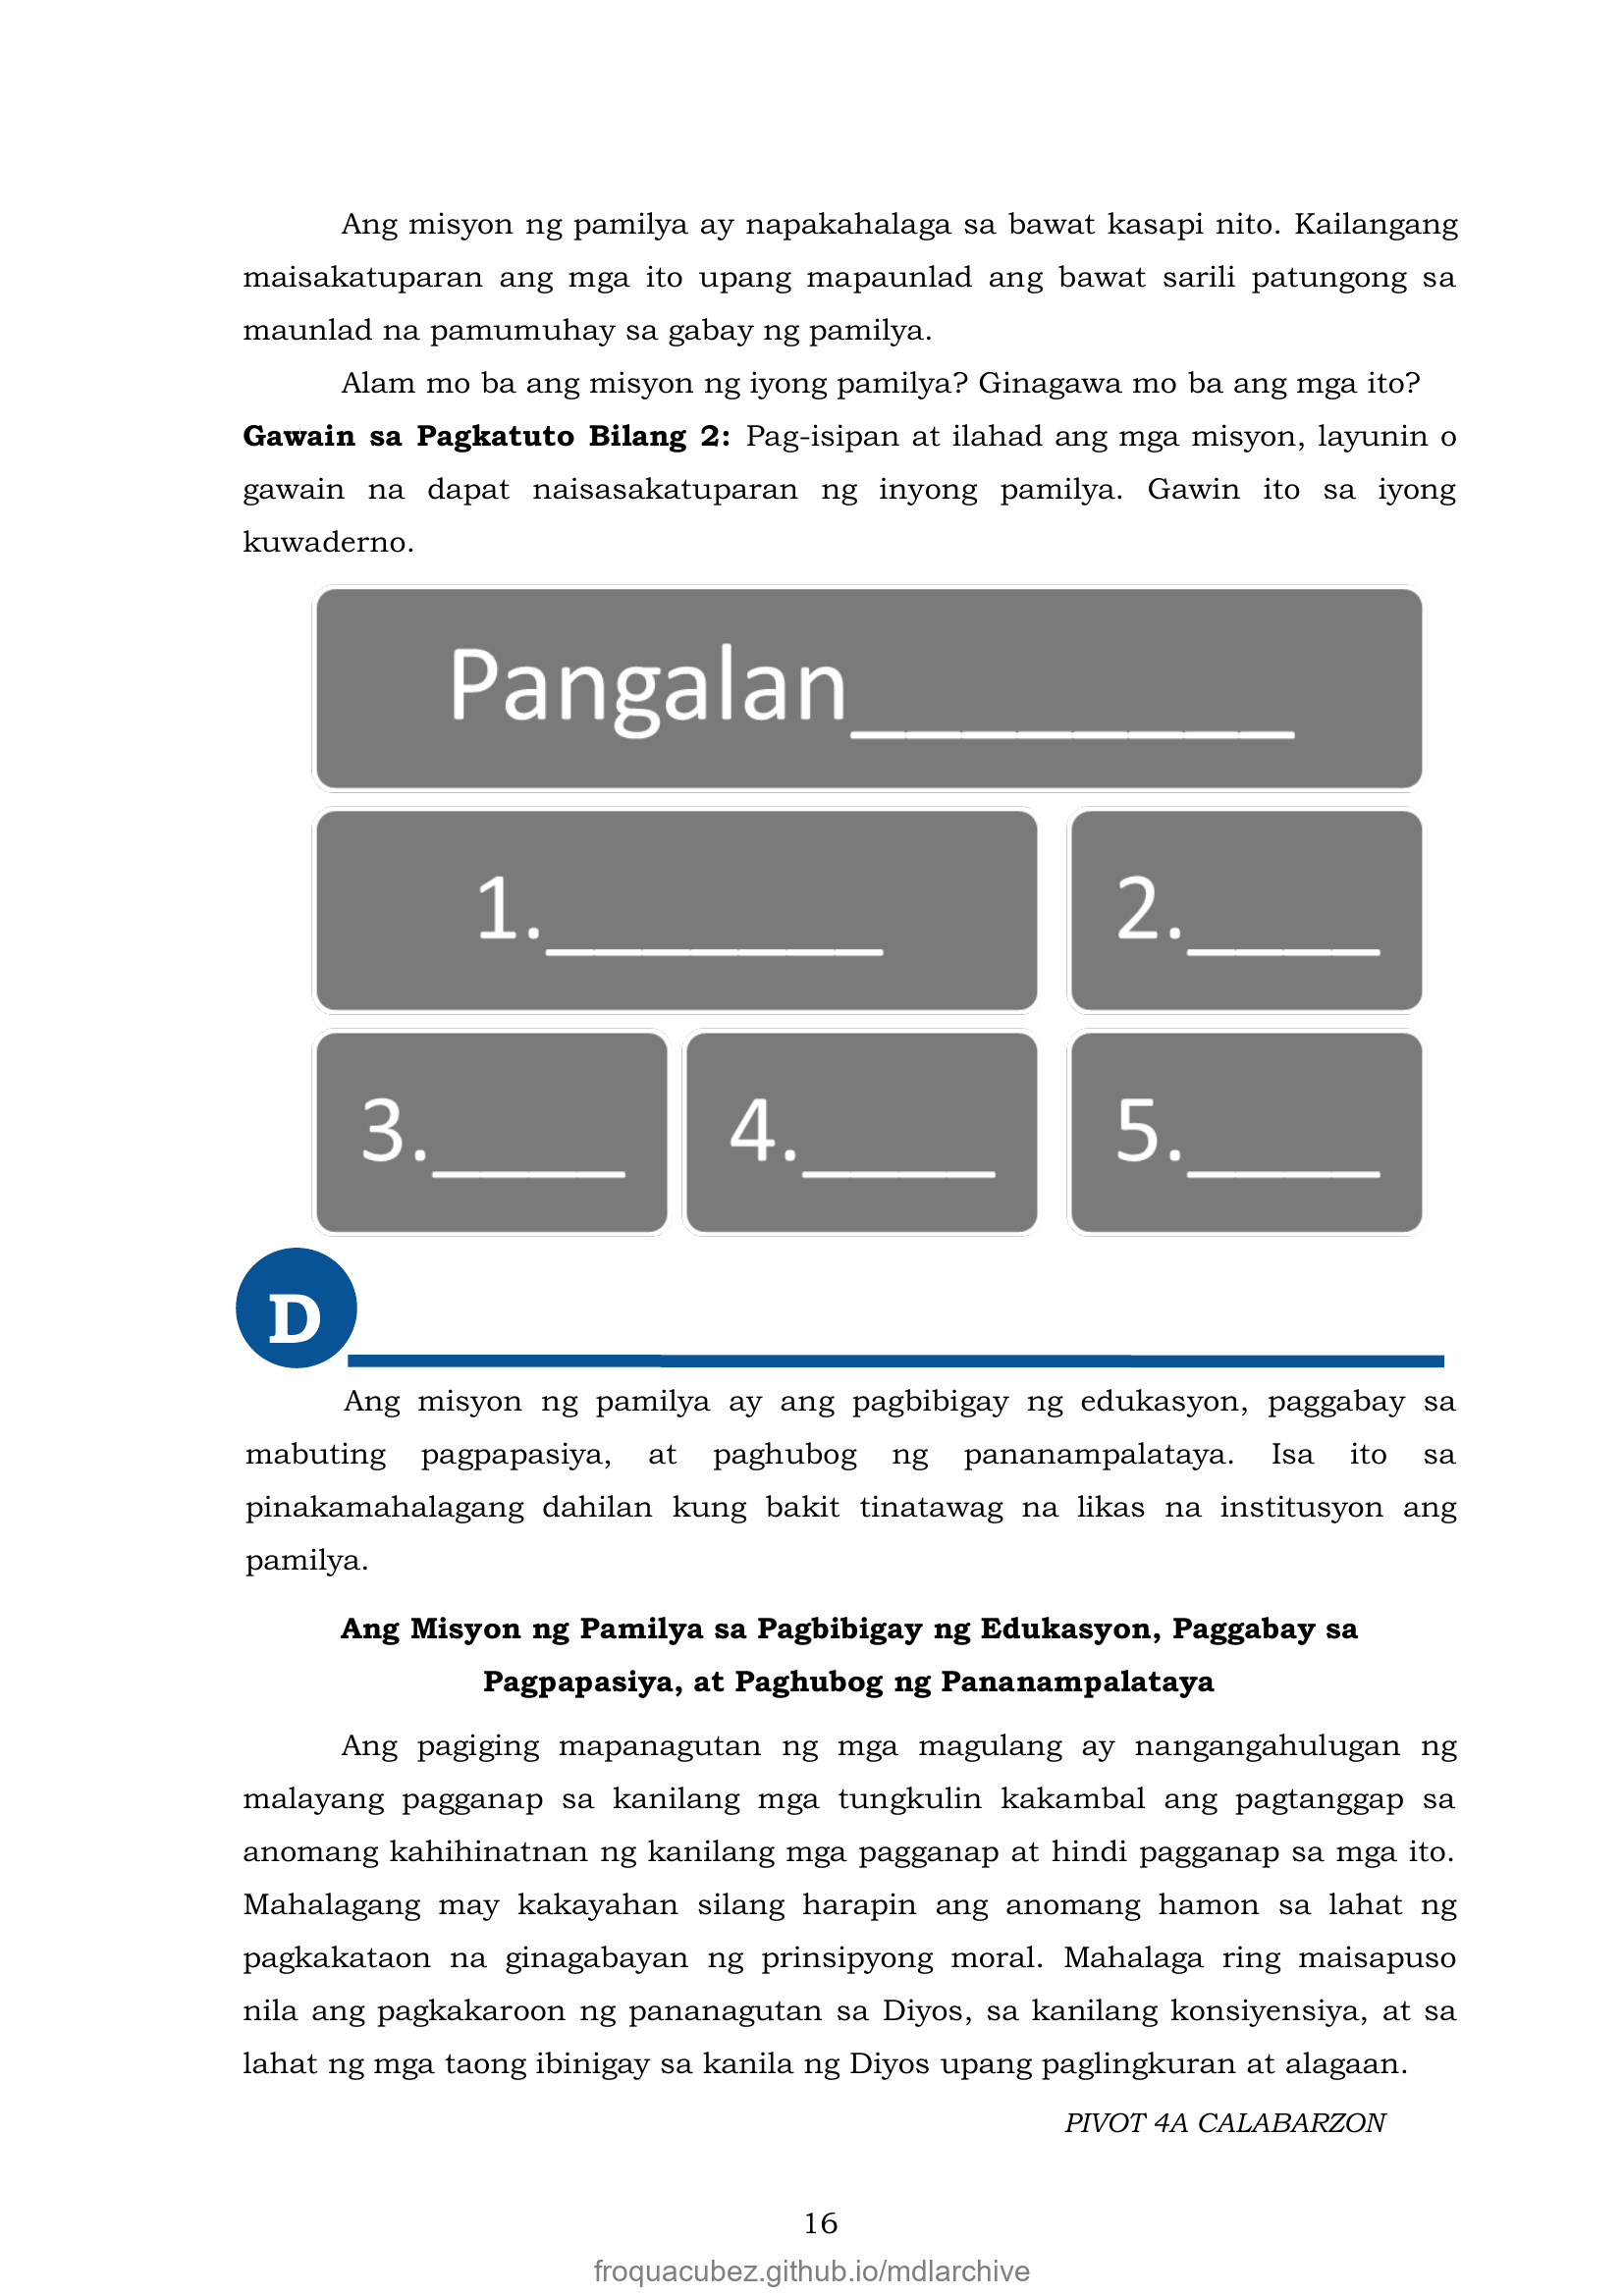 Ang misyon ng pamilya ay napakahalaga sa bawat kasapi nito. Kailangang
maisakatuparan ang mga ito upang mapaunlad ang bawat sarili patungong sa
maunlad na pamumuhay sa gabay ng pamilya.
Alam mo ba ang misyon ng iyong pamilya? Ginagawa mo ba ang mga ito?
Gawain sa Pagkatuto Bilang 2: Pag-isipan at ilahad ang mga misyon, layunin o
gawain na dapat naisasakatuparan ng inyong pamilya. Gawin ito sa iyong
kuwaderno.
Pangalan________
1.________
2.____
3.____
4.____
5.____
D
Ang misyon ng pamilya ay ang pagbibigay ng edukasyon, paggabay sa
mabuting pagpapasiya, at paghubog ng pananampalataya. Isa ito sa
pinakamahalagang dahilan kung bakit tinatawag na likas na institusyon ang
pamilya.
Ang Misyon ng Pamilya sa Pagbibigay ng Edukasyon, Paggabay sa
Pagpapasiya, at Paghubog ng Pananampalataya
Ang pagiging mapanagutan ng mga magulang ay nangangahulugan ng
malayang pagganap sa kanilang mga tungkulin kakambal ang pagtanggap sa
anomang kahihinatnan ng kanilang mga pagganap at hindi pagganap sa mga ito.
Mahalagang may kakayahan silang harapin ang anomang hamon sa lahat ng
pagkakataon na ginagabayan ng prinsipyong moral. Mahalaga ring maisapuso
nila ang pagkakaroon ng pananagutan sa Diyos, sa kanilang konsiyensiya, at sa
lahat ng mga taong ibinigay sa kanila ng Diyos upang paglingkuran at alagaan.
PIVOT 4A CALABARZON
16
froquacubez.github.io/mdlarchive